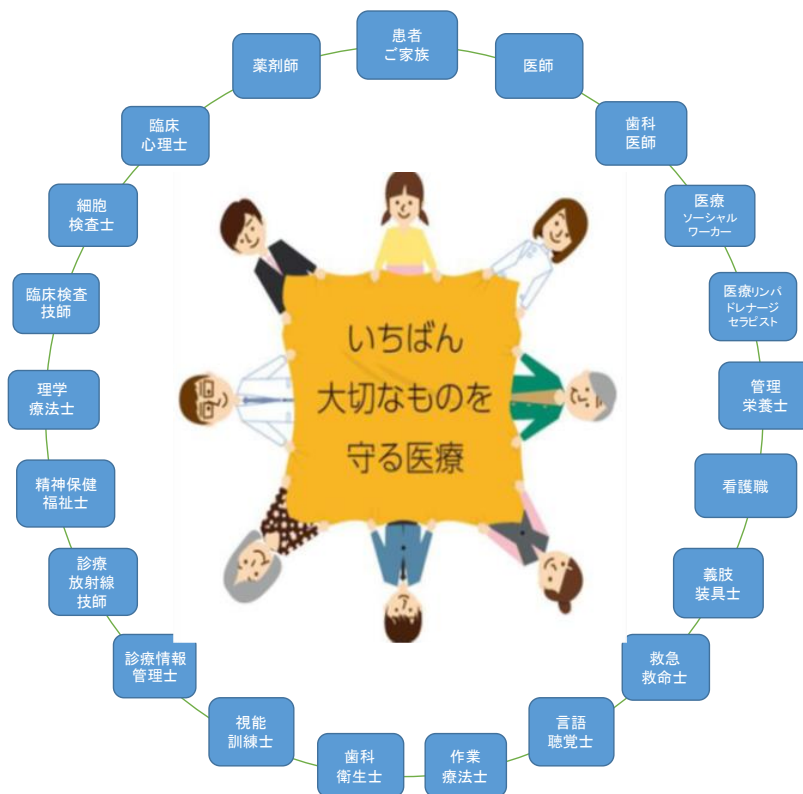 患者
ご家族
医師
歯科
医師
医療
ソーシャル
ワーカー
医療リンパ
ドレナージ
セラピスト
管理
栄養士
看護職
義肢
装具士
救急
救命士
言語
聴覚士
作業
療法士
歯科
衛生士
視能
訓練士
診療情報
管理士
診療
放射線
技師
精神保健
福祉士
理学
療法士
臨床検査
技師
細胞
検査士
臨床
心理士
薬剤師
いちばん
大切なものを
守る医療